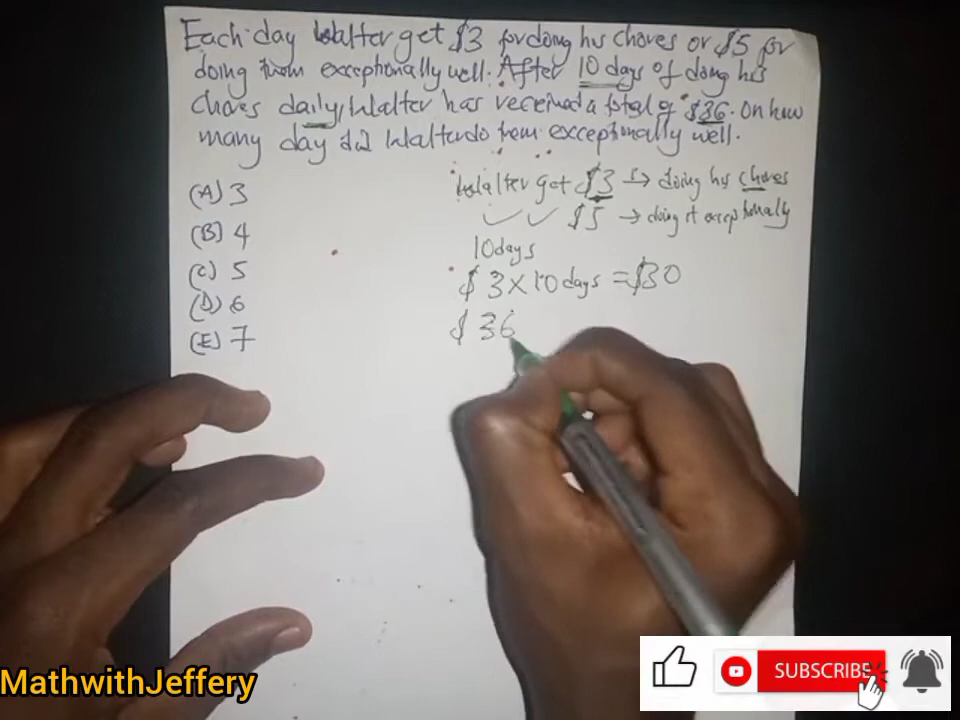 Each day Walter get $3 for doing his chores or $5 for
doing them exceptionally well. After 10 days of doing his
chores daily, Walter has received a total of $36. On how
many day did Walter do them exceptionally well.
(A) 3
(B) 4
(C) 5
(D) 6
(E) 7
Walter get $3 → doing his chores
$5 → doing it exceptionally
10 days
$ 3 × 10 days = $30
$ 36
MathwithJeffery
SUBSCRIBE